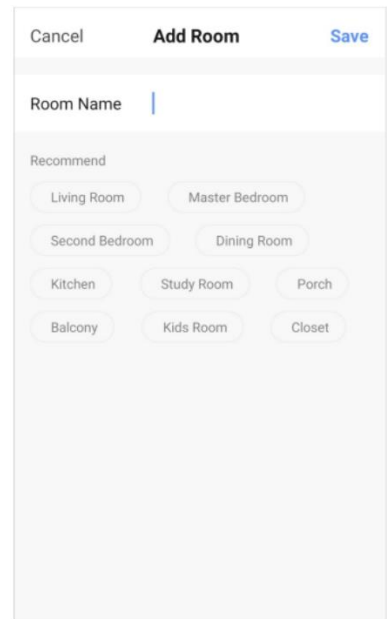 Cancel Add Room Save
Room Name
Recommend
Living Room Master Bedroom
Second Bedroom Dining Room
Kitchen Study Room Porch
Balcony Kids Room Closet